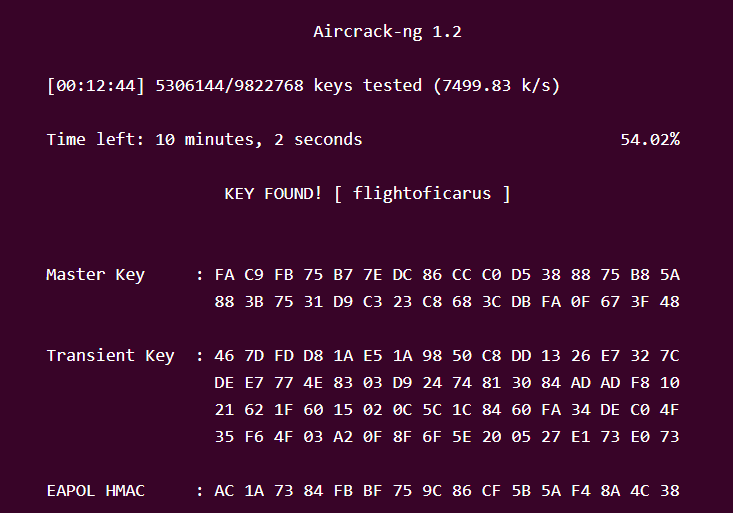 Aircrack-ng 1.2
[00:12:44] 5306144/9822768 keys tested (7499.83 k/s)
Time left: 10 minutes, 2 seconds 54.02%
KEY FOUND! [ flightoficarus ]
Master Key : FA C9 FB 75 B7 7E DC 86 CC C0 D5 38 88 75 B8 5A
88 3B 75 31 D9 C3 23 C8 68 3C DB FA 0F 67 3F 48
Transient Key : 46 7D FD D8 1A E5 1A 98 50 C8 DD 13 26 E7 32 7C
DE E7 77 4E 83 03 D9 24 74 81 30 84 AD AD F8 10
21 62 1F 60 15 02 0C 5C 1C 84 60 FA 34 DE C0 4F
35 F6 4F 03 A2 0F 8F 6F 5E 20 05 27 E1 73 E0 73
EAPOL HMAC : AC 1A 73 84 FB BF 75 9C 86 CF 5B 5A F4 8A 4C 38